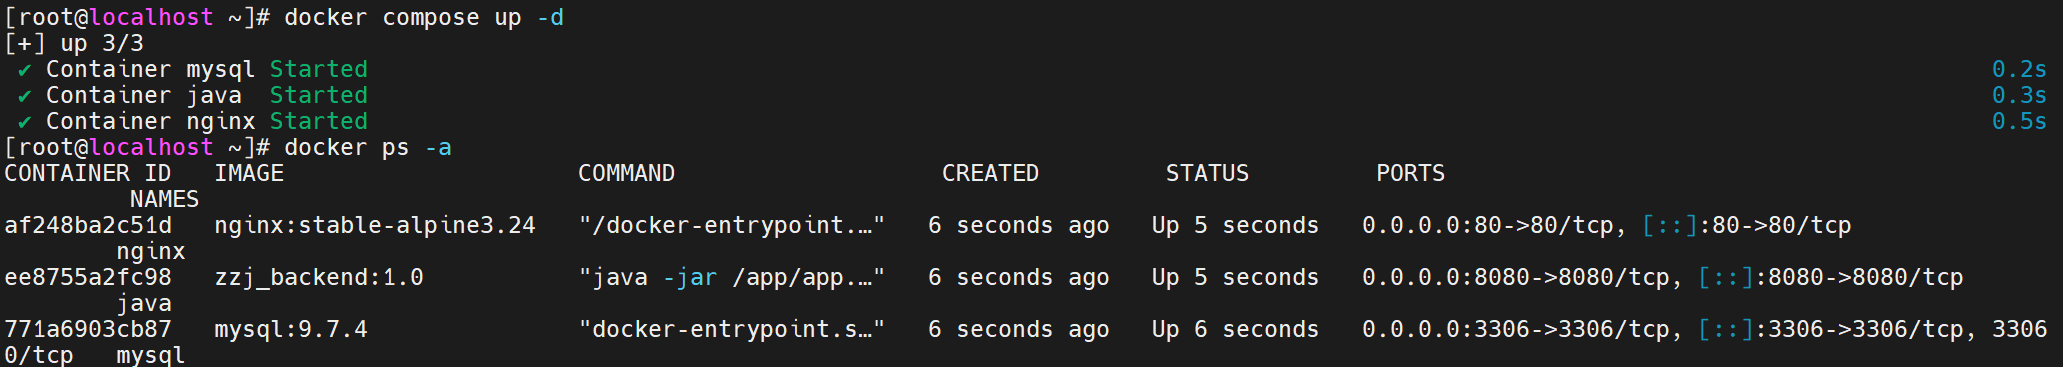 [root@localhost ~]# docker compose up -d
[+] up 3/3
✔ Container mysql Started 0.2s
✔ Container java  Started 0.3s
✔ Container nginx Started 0.5s
[root@localhost ~]# docker ps -a
CONTAINER ID   IMAGE                     COMMAND                   CREATED         STATUS         PORTS
         NAMES
af248ba2c51d   nginx:stable-alpine3.24   "/docker-entrypoint.…"   6 seconds ago   Up 5 seconds   0.0.0.0:80->80/tcp, [::]:80->80/tcp
        nginx
ee8755a2fc98   zzj_backend:1.0           "java -jar /app/app.…"   6 seconds ago   Up 5 seconds   0.0.0.0:8080->8080/tcp, [::]:8080->8080/tcp
        java
771a6903cb87   mysql:9.7.4               "docker-entrypoint.s…"   6 seconds ago   Up 6 seconds   0.0.0.0:3306->3306/tcp, [::]:3306->3306/tcp, 3306
0/tcp   mysql